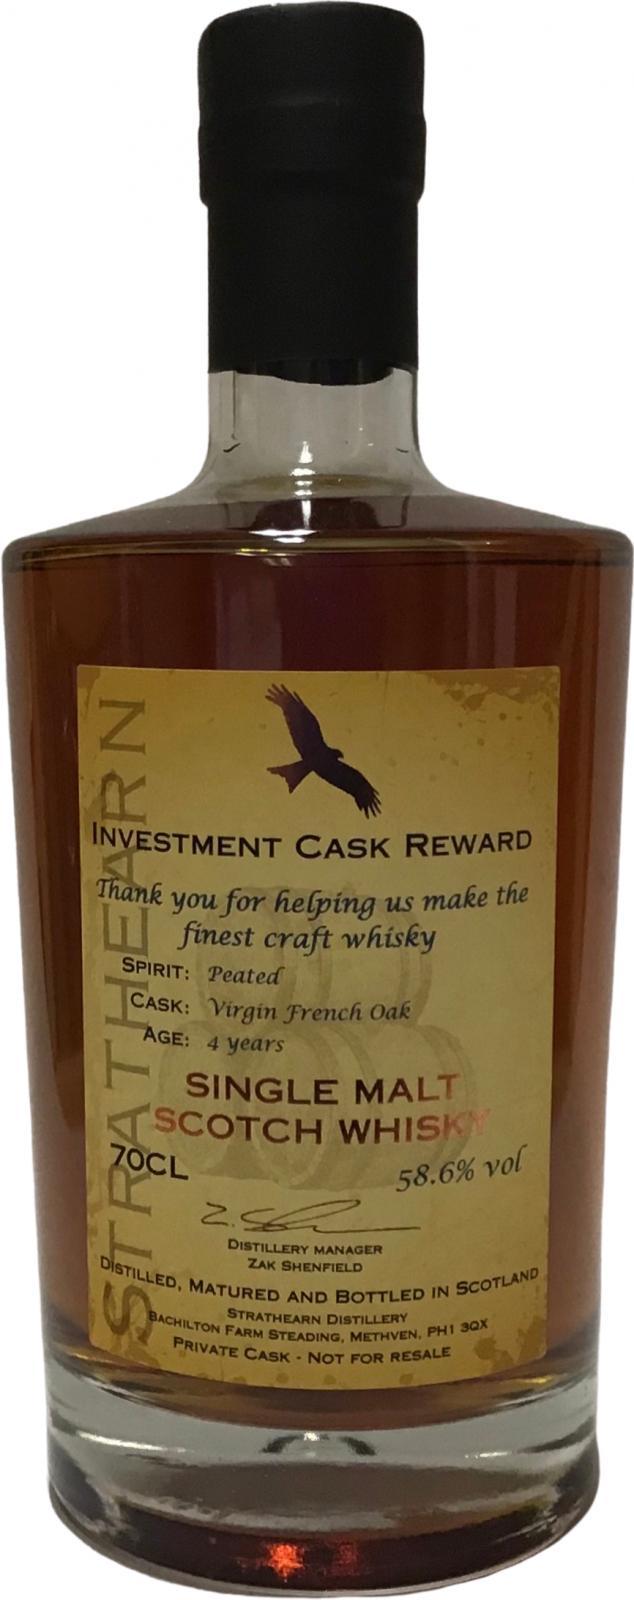 STRATHEARN
INVESTMENT CASK REWARD
Thank you for helping us make the
finest craft whisky
SPIRIT: Peated
CASK: Virgin French Oak
AGE: 4 years
SINGLE MALT
SCOTCH WHISKY
70CL 58.6% vol
DISTILLERY MANAGER
ZAK SHENFIELD
DISTILLED, MATURED AND BOTTLED IN SCOTLAND
STRATHEARN DISTILLERY
BACHILTON FARM STEADING, METHVEN, PH1 3QX
PRIVATE CASK - NOT FOR RESALE